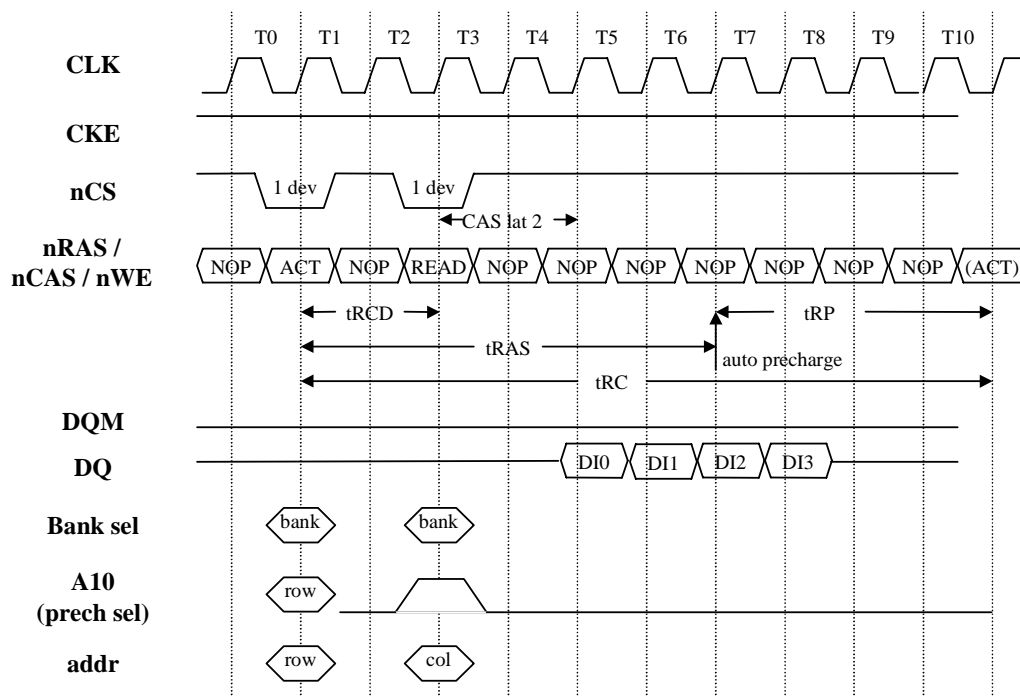 T0 T1 T2 T3 T4 T5 T6 T7 T8 T9 T10
CLK
CKE
nCS 1 dev 1 dev
CAS lat 2
nRAS /
nCAS / nWE
NOP ACT NOP READ NOP NOP NOP NOP NOP NOP NOP (ACT)
tRCD tRP
tRAS auto precharge
tRC
DQM
DQ DI0 DI1 DI2 DI3
Bank sel bank bank
A10
(prech sel) row
addr row col